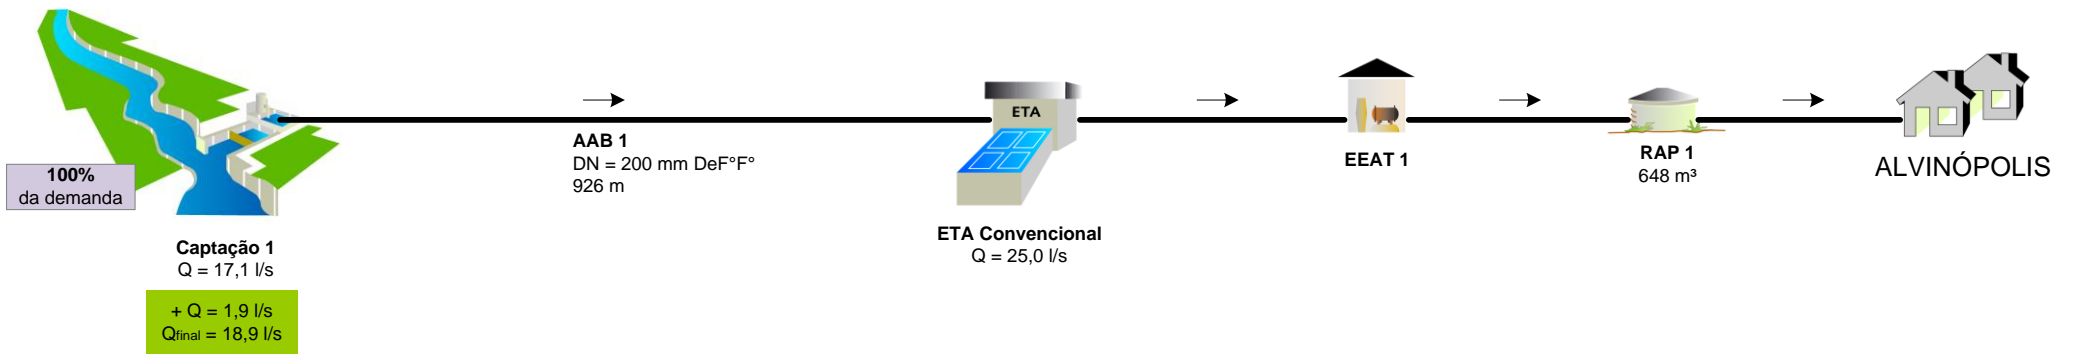 100%
da demanda
Captação 1
Q = 17,1 l/s
+ Q = 1,9 l/s
Qfinal = 18,9 l/s
AAB 1
DN = 200 mm DeF°F°
926 m
ETA
ETA Convencional
Q = 25,0 l/s
EEAT 1
RAP 1
648 m³
ALVINÓPOLIS